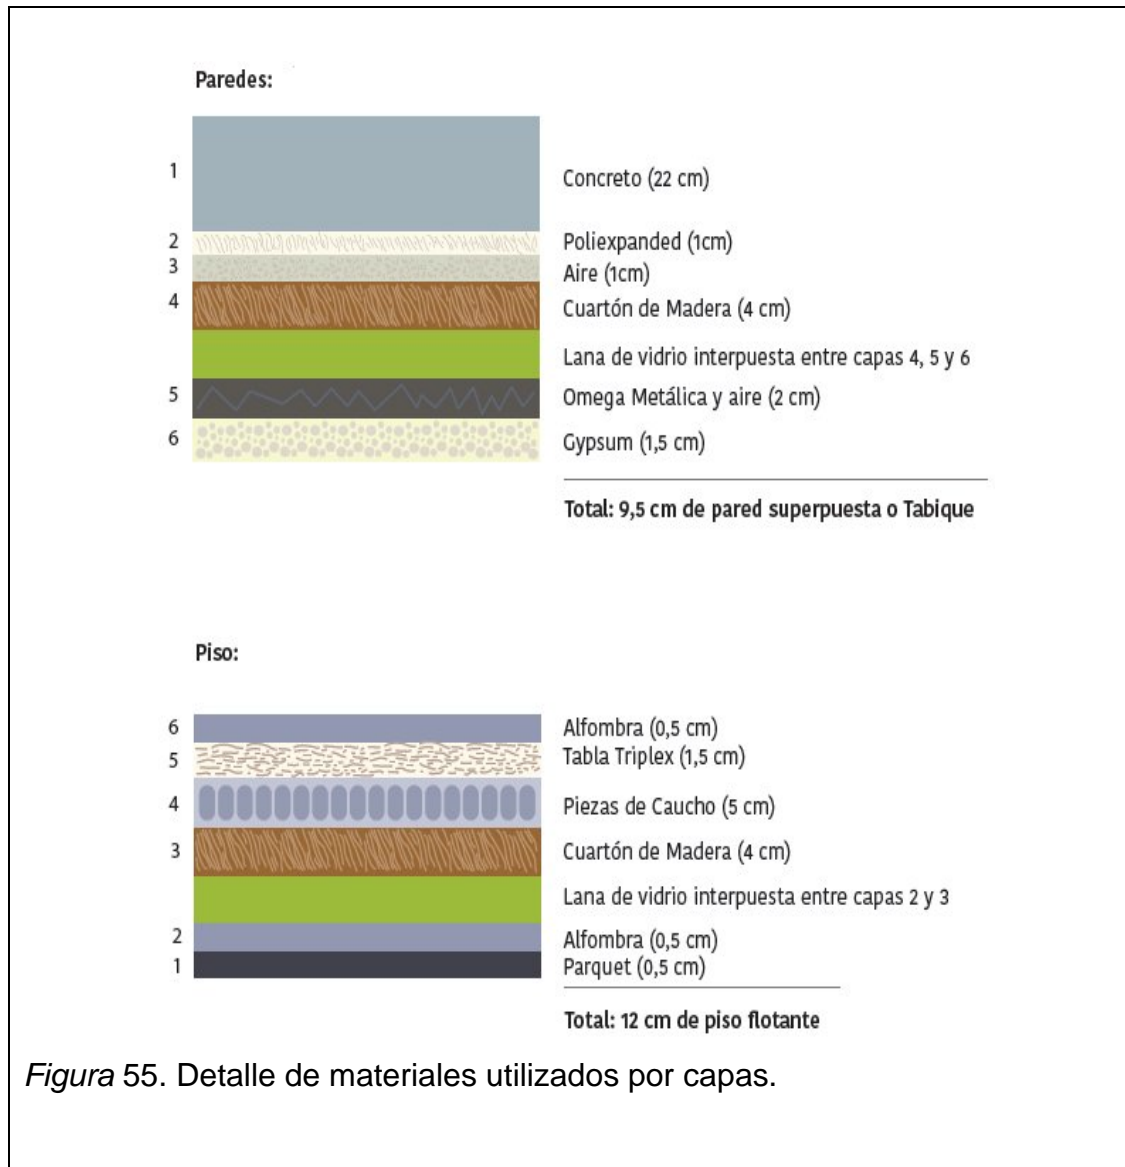 Paredes:
1 Concreto (22 cm)
2 Poliexpanded (1cm)
3 Aire (1cm)
4 Cuartón de Madera (4 cm)
Lana de vidrio interpuesta entre capas 4, 5 y 6
5 Omega Metálica y aire (2 cm)
6 Gypsum (1,5 cm)
Total: 9,5 cm de pared superpuesta o Tabique
Piso:
6 Alfombra (0,5 cm)
5 Tabla Triplex (1,5 cm)
4 Piezas de Caucho (5 cm)
3 Cuartón de Madera (4 cm)
Lana de vidrio interpuesta entre capas 2 y 3
2 Alfombra (0,5 cm)
1 Parquet (0,5 cm)
Total: 12 cm de piso flotante
Figura 55. Detalle de materiales utilizados por capas.